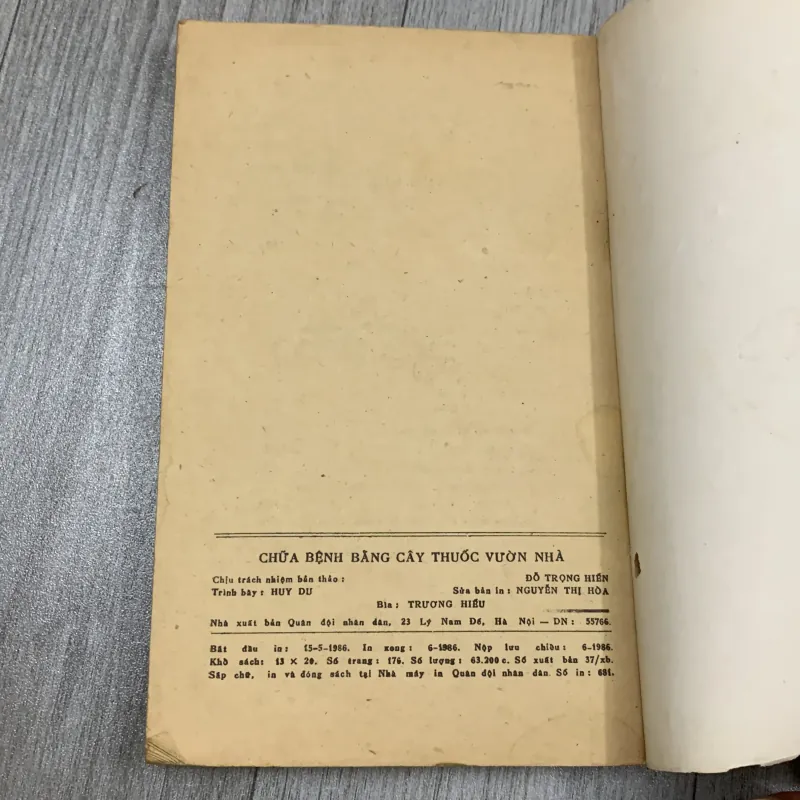 CHỮA BỆNH BẰNG CÂY THUỐC VƯỜN NHÀ
Chịu trách nhiệm bản thảo : ĐỖ TRỌNG HIỀN
Trình bày : HUY DU Sửa bản in : NGUYỄN THỊ HÒA
Bìa : TRƯƠNG HIẾU
Nhà xuất bản Quân đội nhân dân, 23 Lý Nam Đế, Hà Nội — DN : 55766.
Bắt đầu in : 15-5-1986. In xong : 6-1986. Nộp lưu chiều : 6-1986.
Khổ sách: 13 × 20. Số trang : 176. Số lượng : 63.200 c. Số xuất bản 37/xb.
Sắp chữ, in và đóng sách tại Nhà máy in Quân đội nhân dân. Số in : 681.